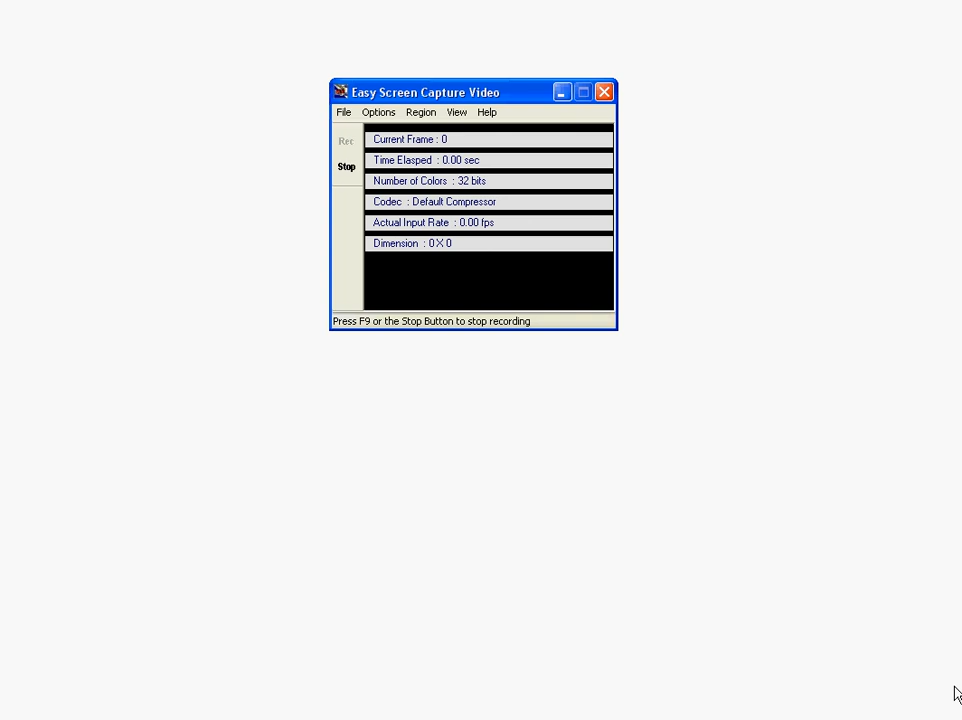 Easy Screen Capture Video
File Options Region View Help
Rec
Stop
Current Frame : 0
Time Elasped : 0.00 sec
Number of Colors : 32 bits
Codec : Default Compressor
Actual Input Rate : 0.00 fps
Dimension : 0 X 0
Press F9 or the Stop Button to stop recording